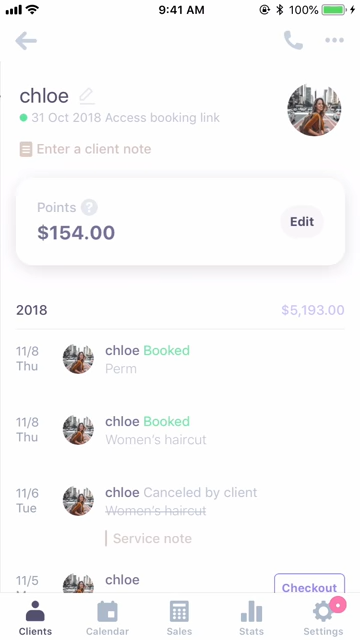 9:41 AM
100%
chloe
31 Oct 2018 Access booking link
Enter a client note
Points ?
$154.00
Edit
2018
$5,193.00
11/8
Thu
chloe Booked
Perm
11/8
Thu
chloe Booked
Women's haircut
11/6
Tue
chloe Canceled by client
Women's haircut
Service note
11/5
chloe
Checkout
Clients
Calendar
Sales
Stats
Settings